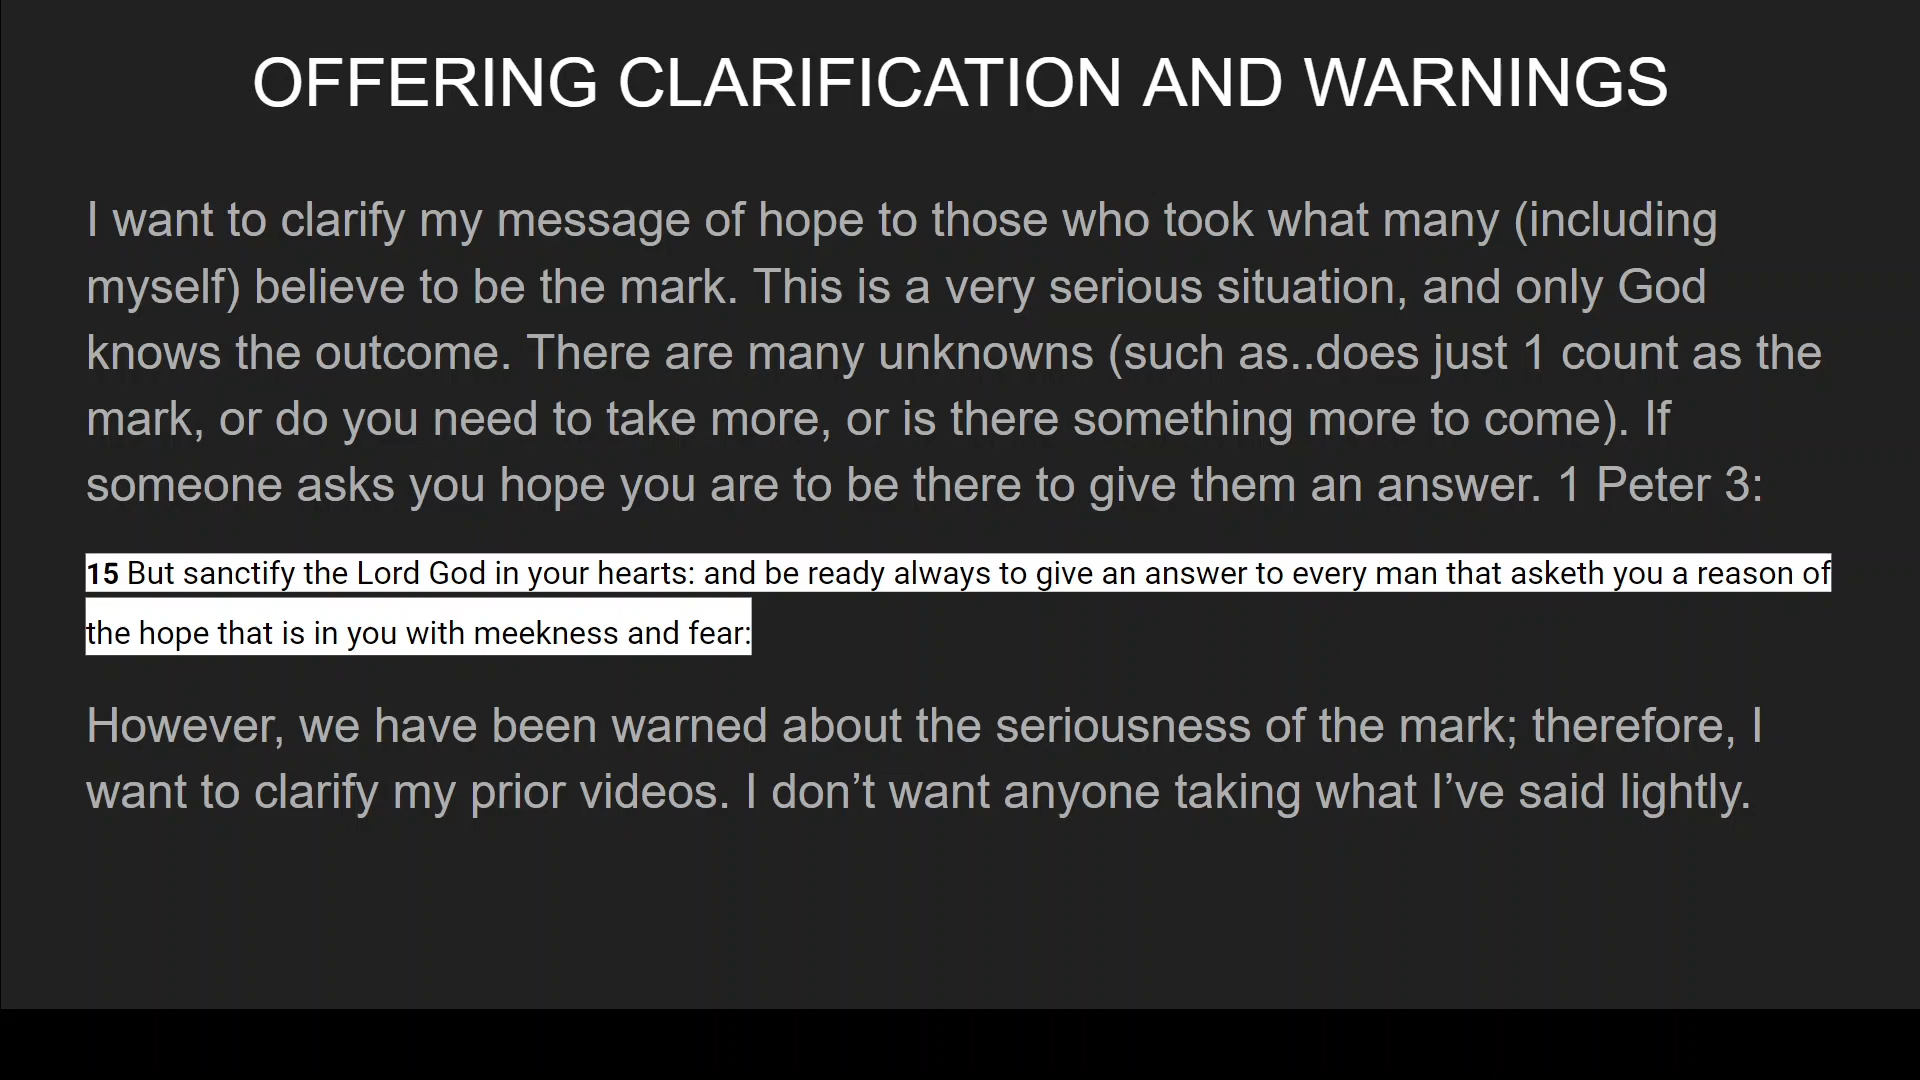 OFFERING CLARIFICATION AND WARNINGS
I want to clarify my message of hope to those who took what many (including
myself) believe to be the mark. This is a very serious situation, and only God
knows the outcome. There are many unknowns (such as..does just 1 count as the
mark, or do you need to take more, or is there something more to come). If
someone asks you hope you are to be there to give them an answer. 1 Peter 3:
15 But sanctify the Lord God in your hearts: and be ready always to give an answer to every man that asketh you a reason of
the hope that is in you with meekness and fear:
However, we have been warned about the seriousness of the mark; therefore, I
want to clarify my prior videos. I don’t want anyone taking what I’ve said lightly.